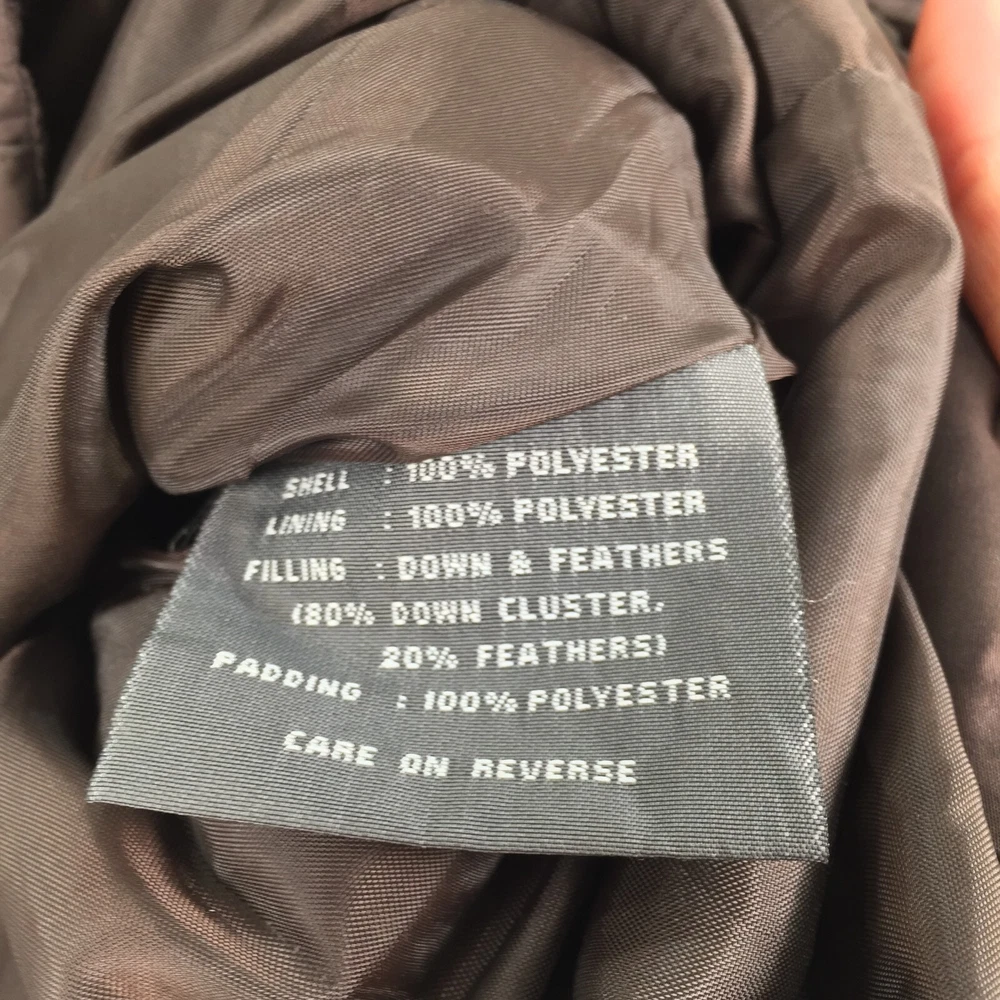 SHELL : 100% POLYESTER
LINING : 100% POLYESTER
FILLING : DOWN & FEATHERS
(80% DOWN CLUSTER,
20% FEATHERS)
PADDING : 100% POLYESTER
CARE ON REVERSE